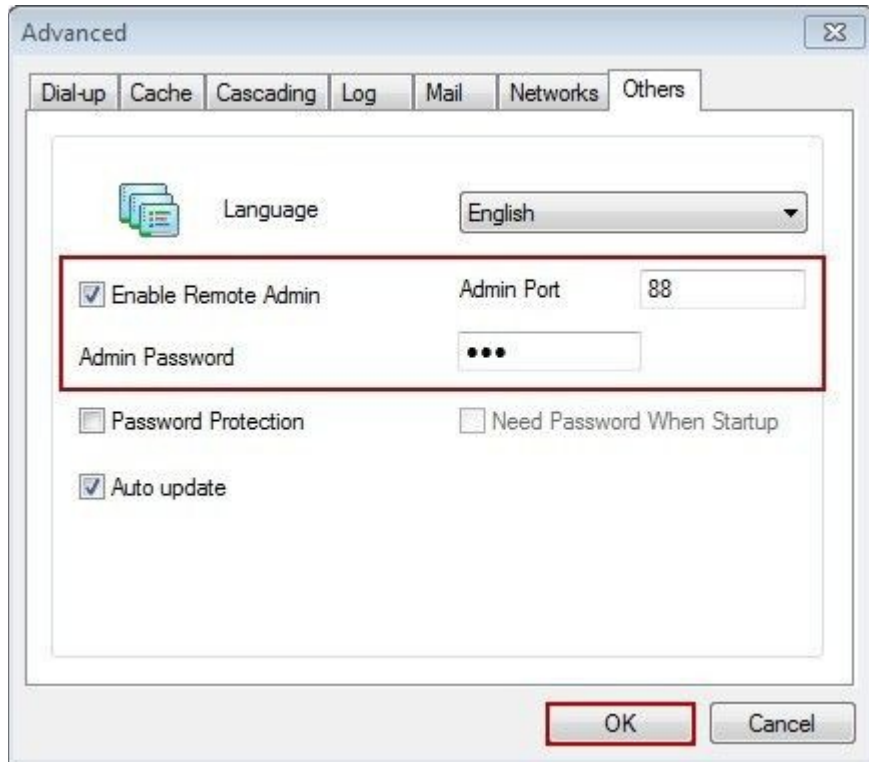 Advanced
Dial-up Cache Cascading Log Mail Networks Others
Language English
Enable Remote Admin Admin Port 88
Admin Password •••
Password Protection Need Password When Startup
Auto update
OK Cancel